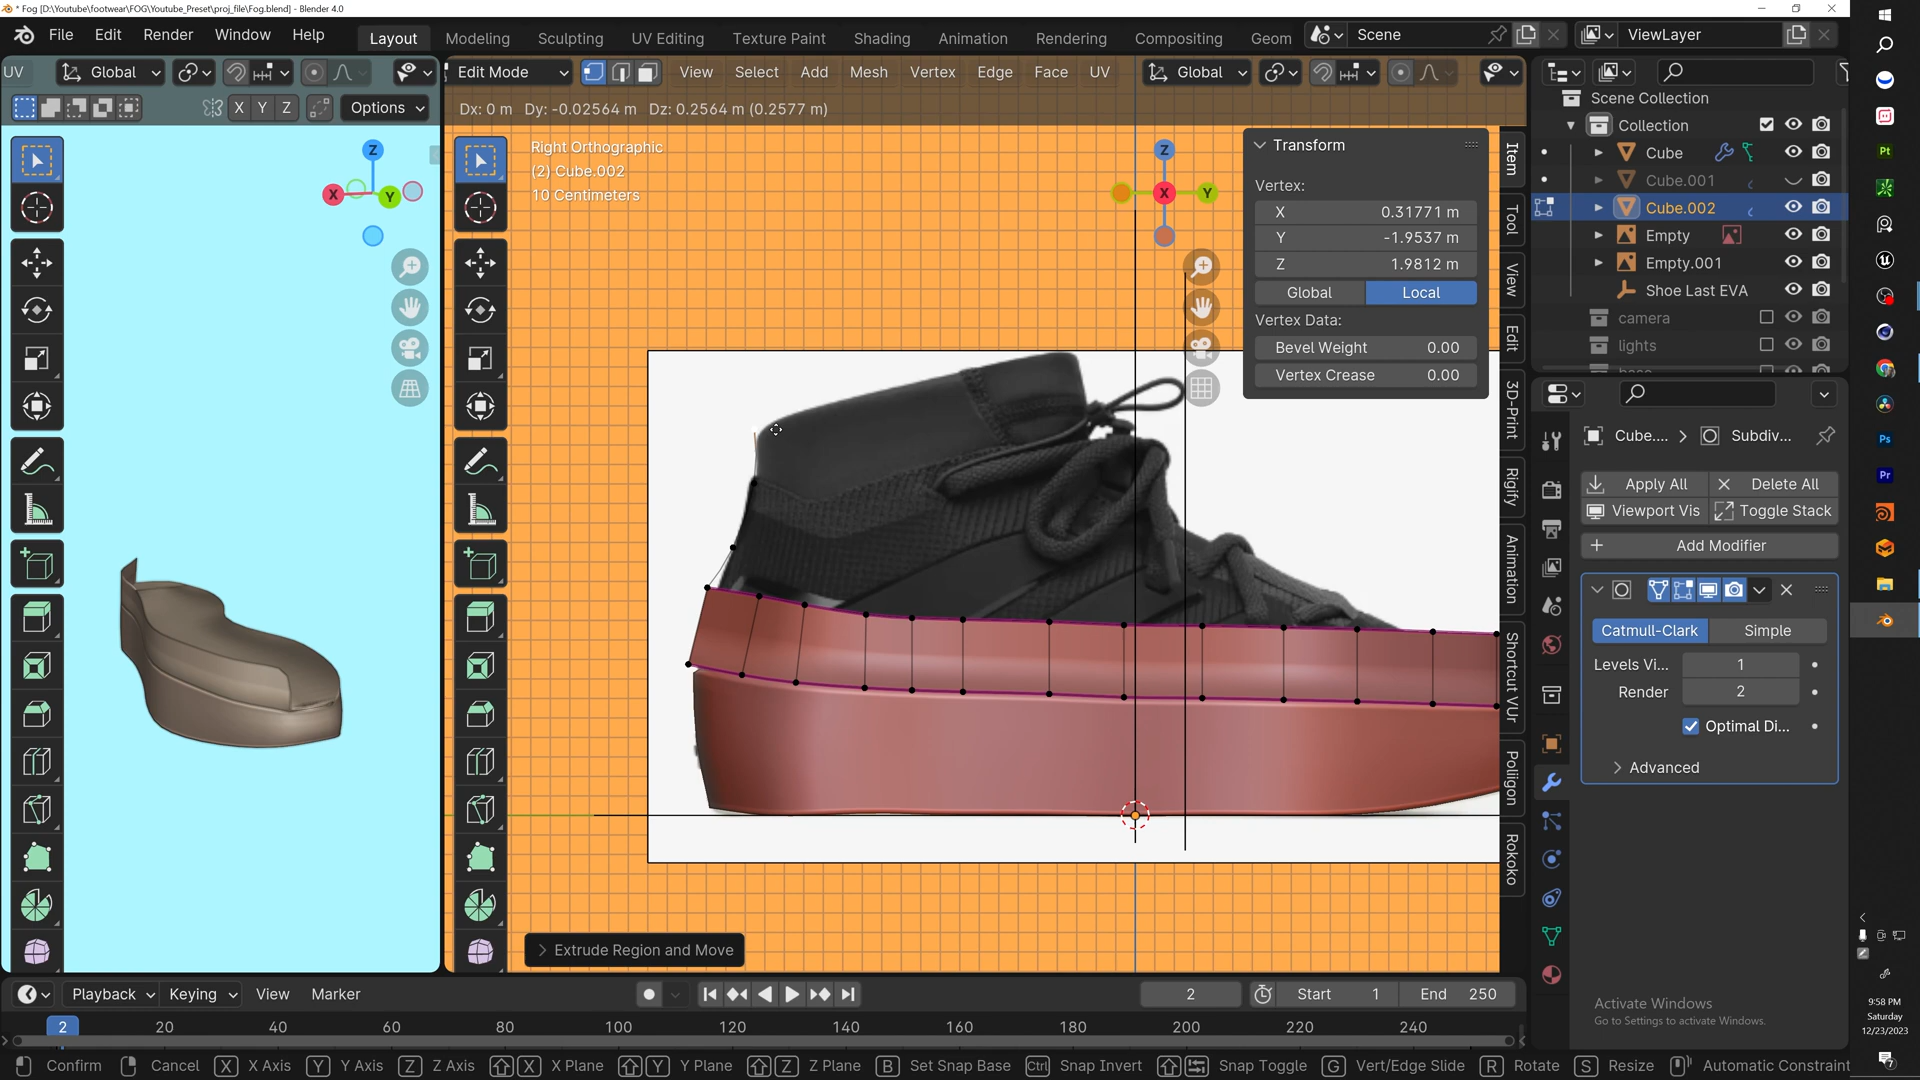 * Fog [D:\Youtube\footwear\FOG\Youtube_Preset\proj_file\Fog.blend] - Blender 4.0
File Edit Render Window Help Layout Modeling Sculpting UV Editing Texture Paint Shading Animation Rendering Compositing Geom Scene ViewLayer
UV Global Edit Mode View Select Add Mesh Vertex Edge Face UV Global
X Y Z Options Dx: 0 m Dy: -0.02564 m Dz: 0.2564 m (0.2577 m)
Right Orthographic
(2) Cube.002
10 Centimeters
Z
X
Y
Z
X
Y
Transform
Vertex:
X 0.31771 m
Y -1.9537 m
Z 1.9812 m
Global Local
Vertex Data:
Bevel Weight 0.00
Vertex Crease 0.00
Item
Tool
View
Edit
3D-Print
Rigify
Animation
Shortcut VUr
Poliigon
Rokoko
Scene Collection
Collection
Cube
Cube.001
Cube.002
Empty
Empty.001
Shoe Last EVA
camera
lights
Cube.... Subdiv...
Apply All Delete All
Viewport Vis Toggle Stack
Add Modifier
Catmull-Clark Simple
Levels Vi... 1
Render 2
Optimal Di...
Advanced
Extrude Region and Move
Playback Keying View Marker 2 Start 1 End 250
2 20 40 60 80 100 120 140 160 180 200 220 240
Activate Windows
Go to Settings to activate Windows.
Confirm Cancel X X Axis Y Y Axis Z Z Axis X X Plane Y Y Plane Z Z Plane B Set Snap Base Ctrl Snap Invert Snap Toggle G Vert/Edge Slide R Rotate S Resize Automatic Constraint
Pt
Ps
Pr
9:58 PM
Saturday
12/23/2023